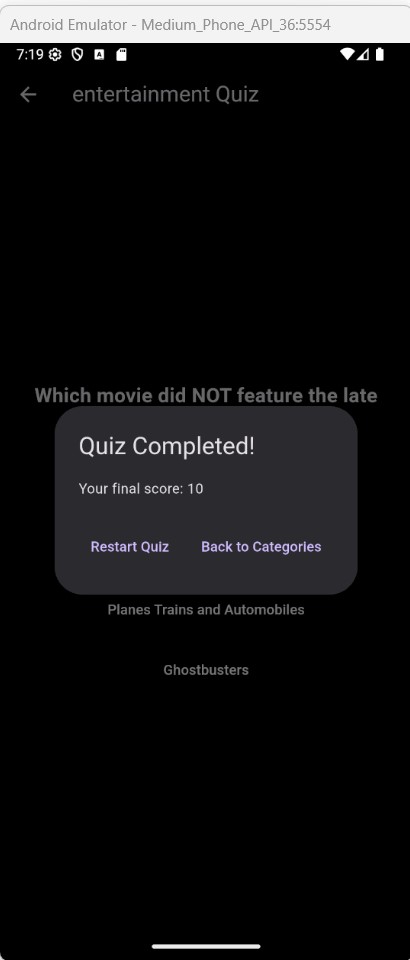 Android Emulator - Medium_Phone_API_36:5554
7:19
entertainment Quiz
Which movie did NOT feature the late
Quiz Completed!
Your final score: 10
Restart Quiz Back to Categories
Planes Trains and Automobiles
Ghostbusters